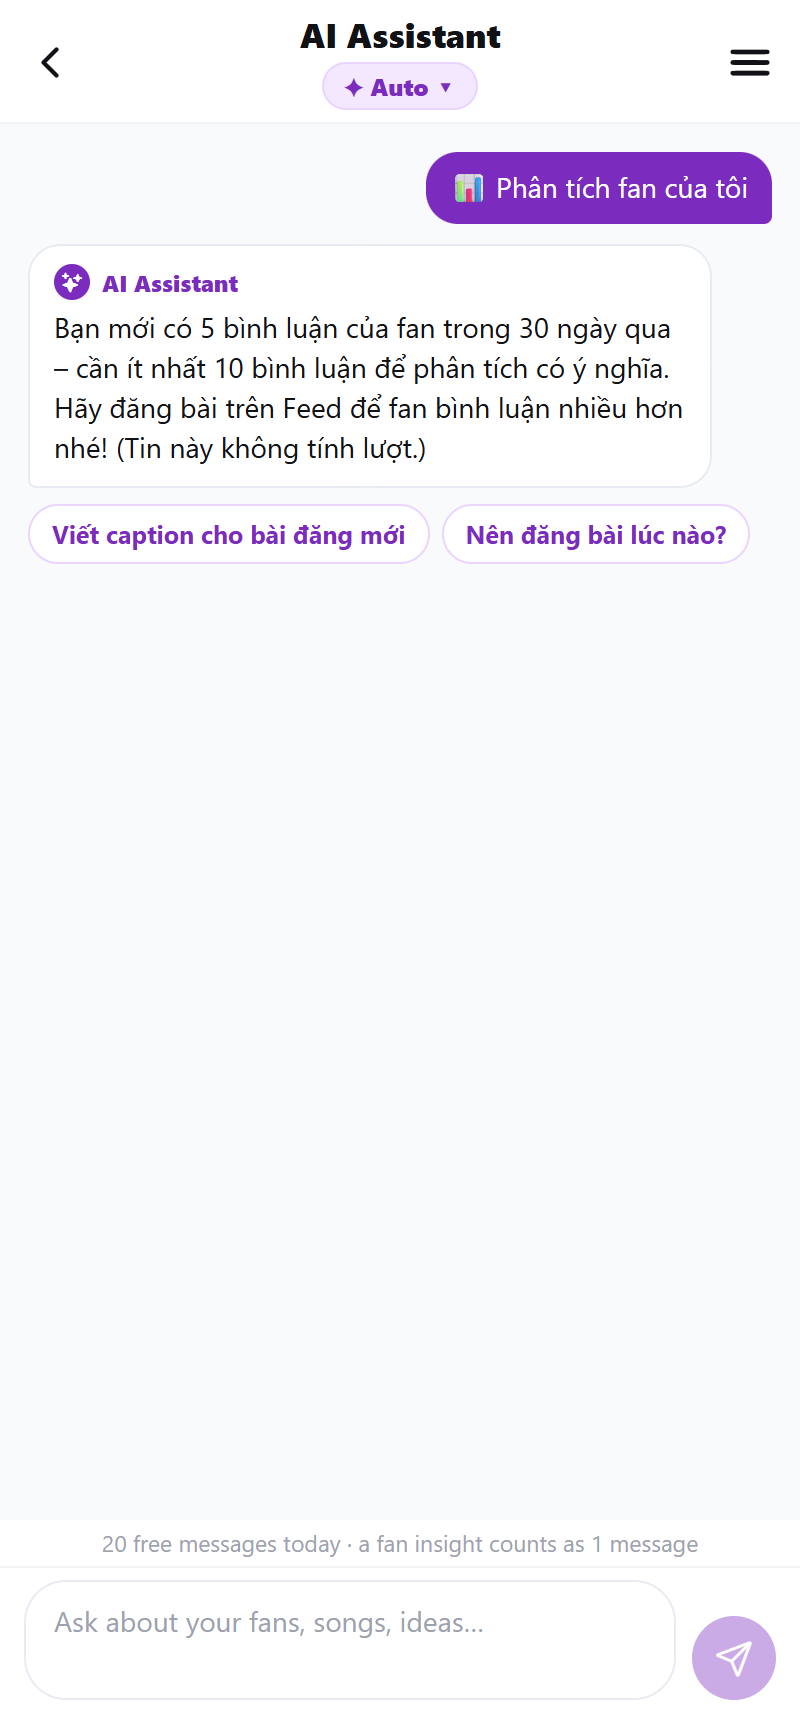 AI Assistant
Auto
Phân tích fan của tôi
AI Assistant
Bạn mới có 5 bình luận của fan trong 30 ngày qua
– cần ít nhất 10 bình luận để phân tích có ý nghĩa.
Hãy đăng bài trên Feed để fan bình luận nhiều hơn
nhé! (Tin này không tính lượt.)
Viết caption cho bài đăng mới
Nên đăng bài lúc nào?
20 free messages today · a fan insight counts as 1 message
Ask about your fans, songs, ideas...